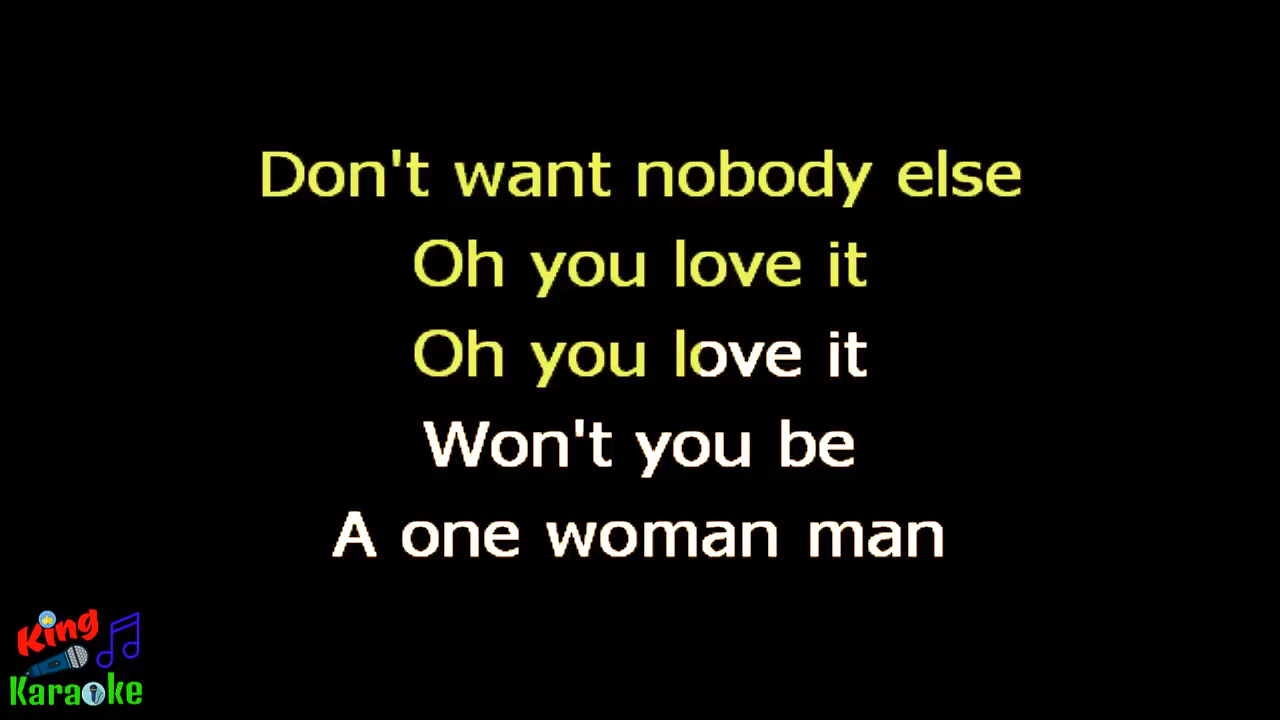 Don't want nobody else
Oh you love it
Oh you love it
Won't you be
A one woman man
King
Karaoke